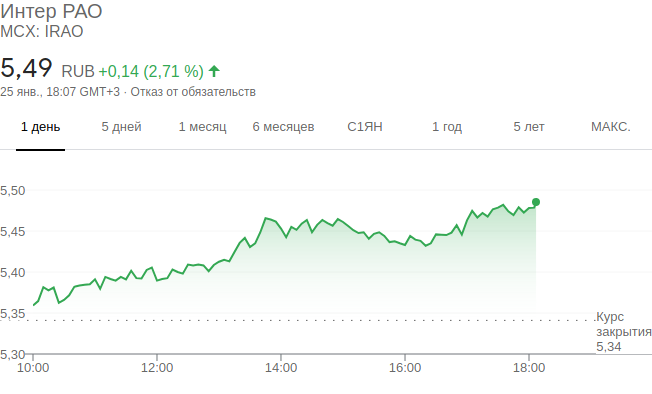 Интер РАО
MCX: IRAO
5,49 RUB +0,14 (2,71 %)
25 янв., 18:07 GMT+3 · Отказ от обязательств
1 день 5 дней 1 месяц 6 месяцев С1ЯН 1 год 5 лет МАКС.
5,50
5,45
5,40
5,35
5,30
Курс
закрытия
5,34
10:00 12:00 14:00 16:00 18:00